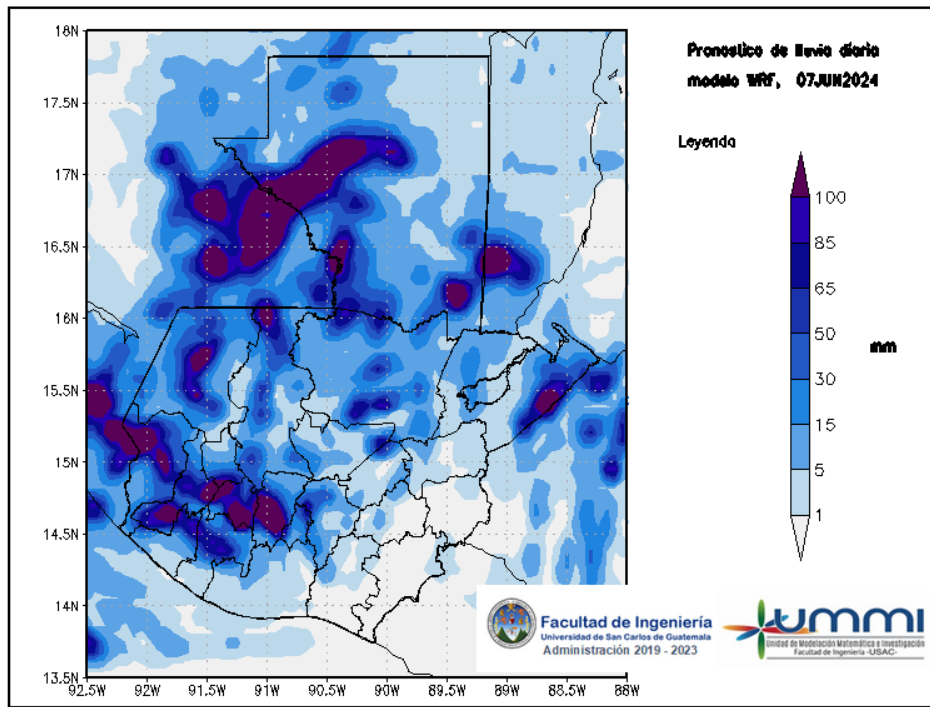 Pronostico de lluvia diaria
modelo WRF, 07JUN2024
Leyenda
100
85
65
50
30
15
5
1
mm
18N
17.5N
17N
16.5N
16N
15.5N
15N
14.5N
14N
13.5N
92.5W
92W
91.5W
91W
90.5W
90W
89.5W
89W
88.5W
88W
Facultad de Ingeniería
Universidad de San Carlos de Guatemala
Administración 2019 - 2023
UMMI
Unidad de Modelación Matemática e Investigación
Facultad de Ingeniería -USAC-